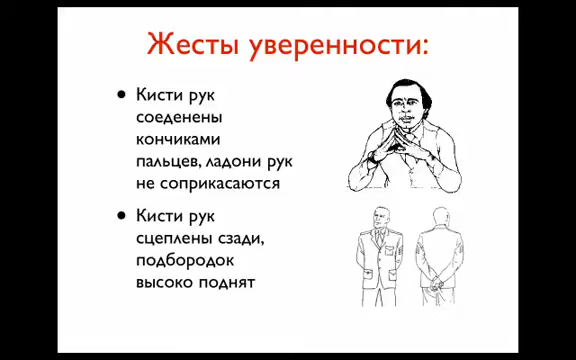 Жесты уверенности:
Кисти рук
соеденены
кончиками
пальцев, ладони рук
не соприкасаются
Кисти рук
сцеплены сзади,
подбородок
высоко поднят